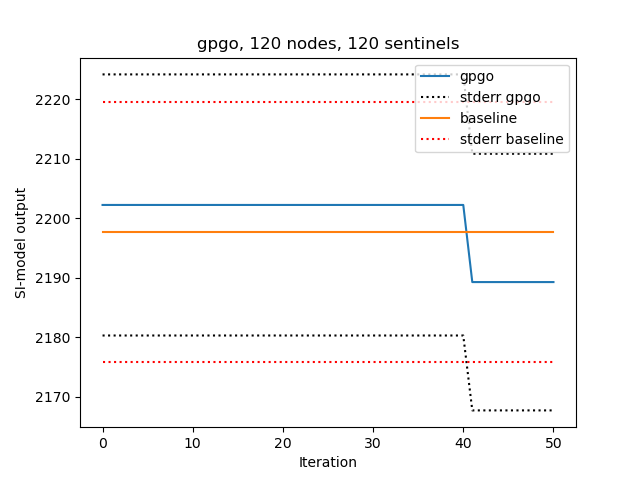 gpgo, 120 nodes, 120 sentinels
gpgo
stderr gpgo
baseline
stderr baseline
SI-model output
2220
2210
2200
2190
2180
2170
0 10 20 30 40 50
Iteration